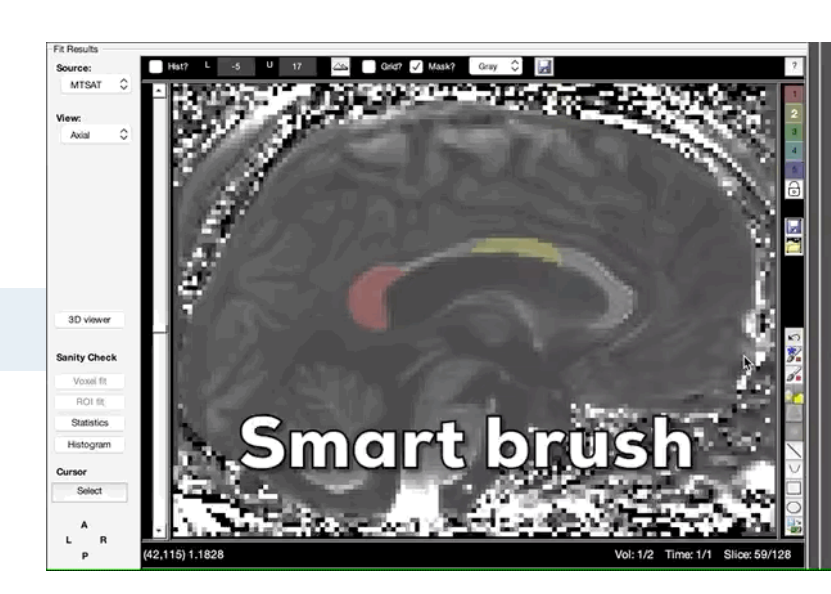 Fit Results
Source:
MTSAT
View:
Axial
3D viewer
Sanity Check
Voxel fit
ROI fit
Statistics
Histogram
Cursor
Select
A
L R
P
Hist? L -5 U 17 Grid? Mask? Gray ?
1
2
3
4
5
Smart brush
(42,115) 1.1828 Vol: 1/2 Time: 1/1 Slice: 59/128